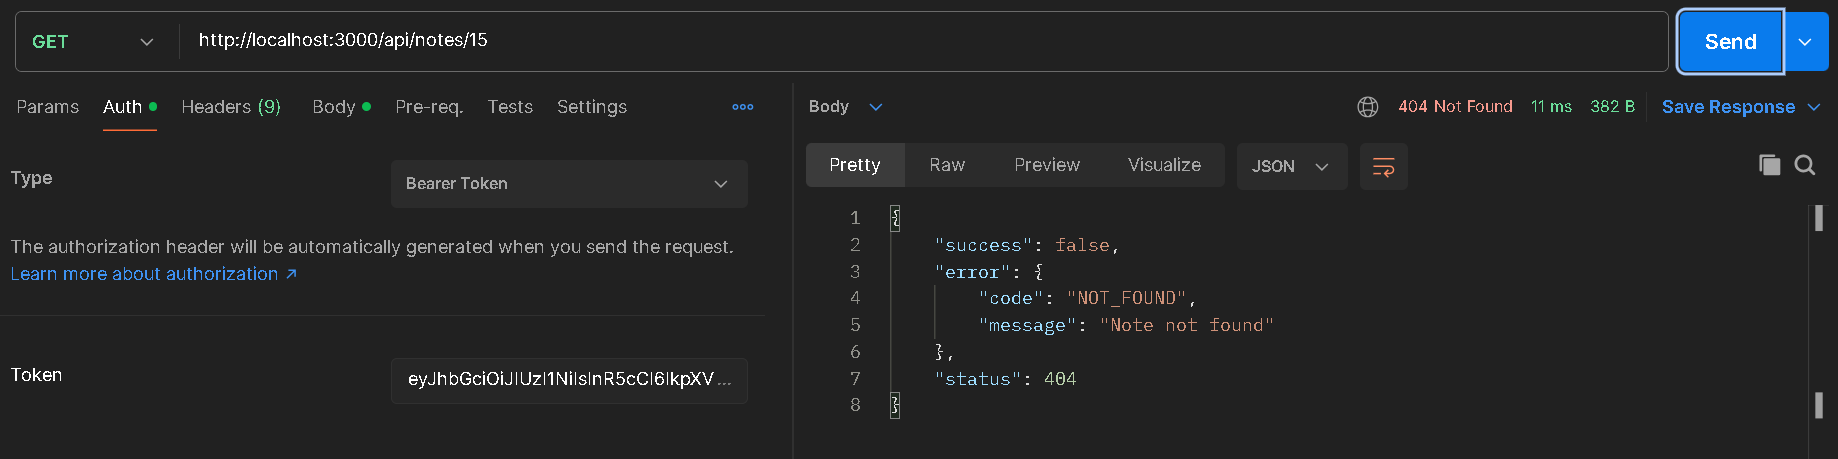 GET
http://localhost:3000/api/notes/15
Send
Params Auth Headers (9) Body Pre-req. Tests Settings
Type
Bearer Token
The authorization header will be automatically generated when you send the request.
Learn more about authorization ↗
Token
eyJhbGciOiJIUzI1NiIsInR5cCI6IkpXV ...
Body
404 Not Found 11 ms 382 B Save Response
Pretty Raw Preview Visualize JSON
1 {
2 "success": false,
3 "error": {
4 "code": "NOT_FOUND",
5 "message": "Note not found"
6 },
7 "status": 404
8 }